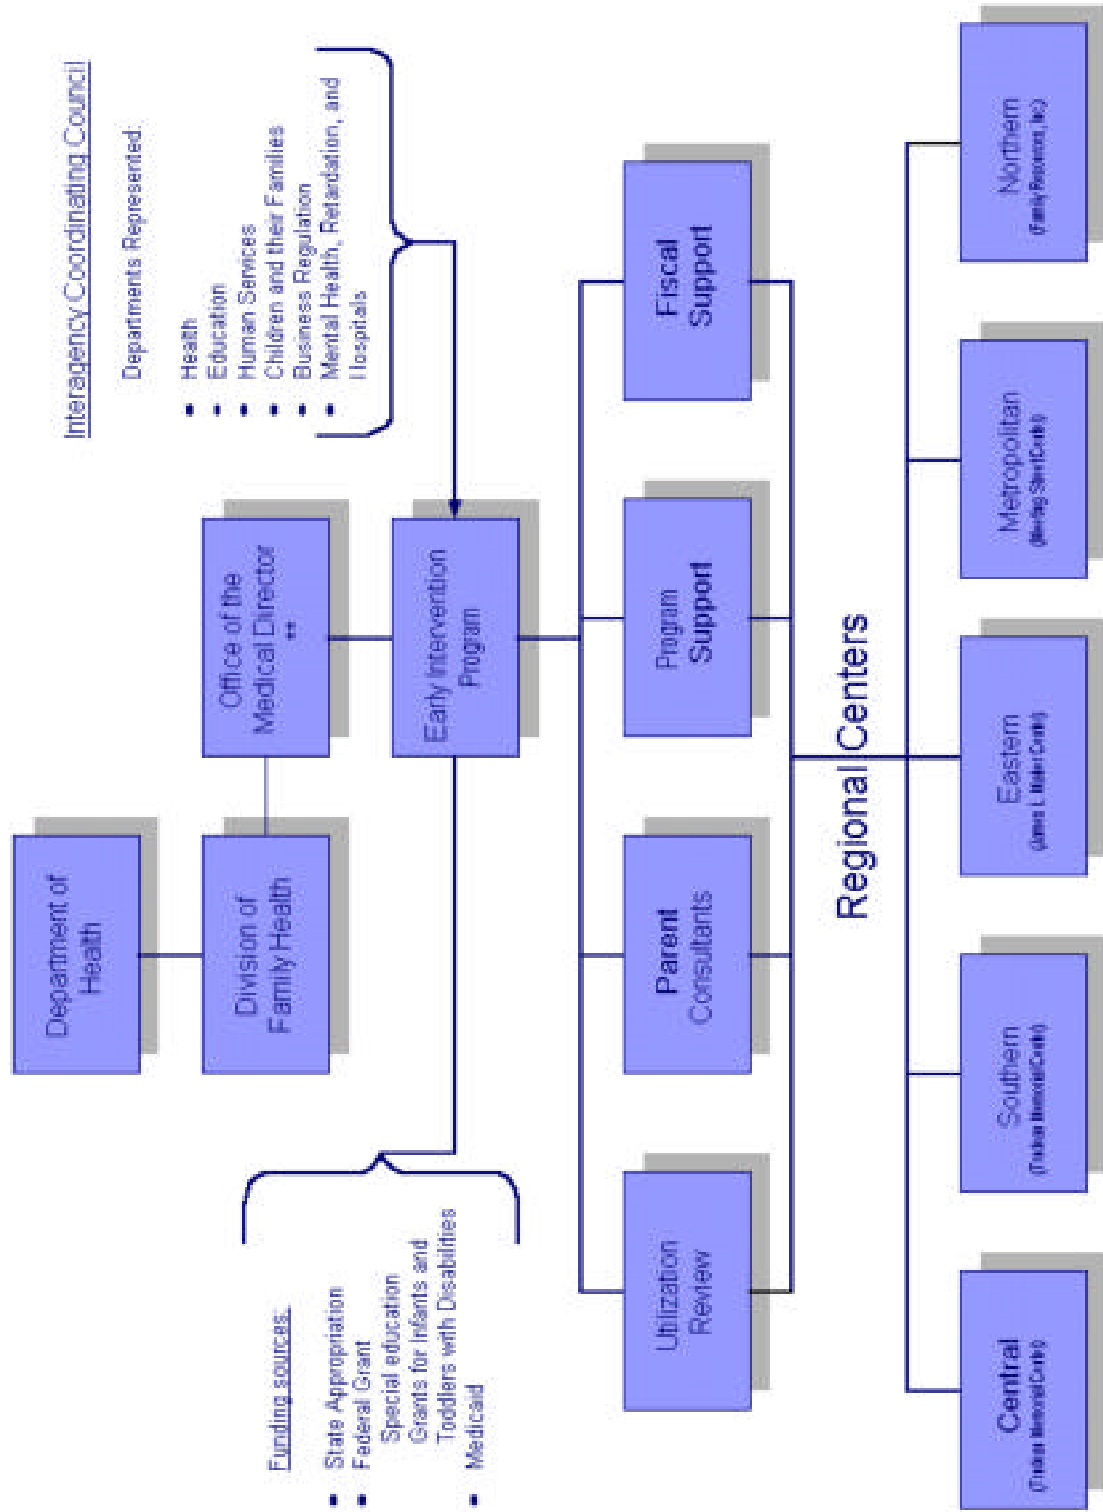 Interagency Coordinating Council
Departments Represented:
Health
Education
Human Services
Children and their Families
Business Regulation
Mental Health, Retardation, and
Hospitals
Department of
Health
Division of
Family Health
Office of the
Medical Director
**
Early Intervention
Program
Funding sources:
State Appropriation
Federal Grant
Special education
Grants for Infants and
Toddlers with Disabilities
Medicaid
Utilization
Review
Parent
Consultants
Program
Support
Fiscal
Support
Regional Centers
Central
Southern
Eastern
Metropolitan
Northern
(Family Resources, Inc)